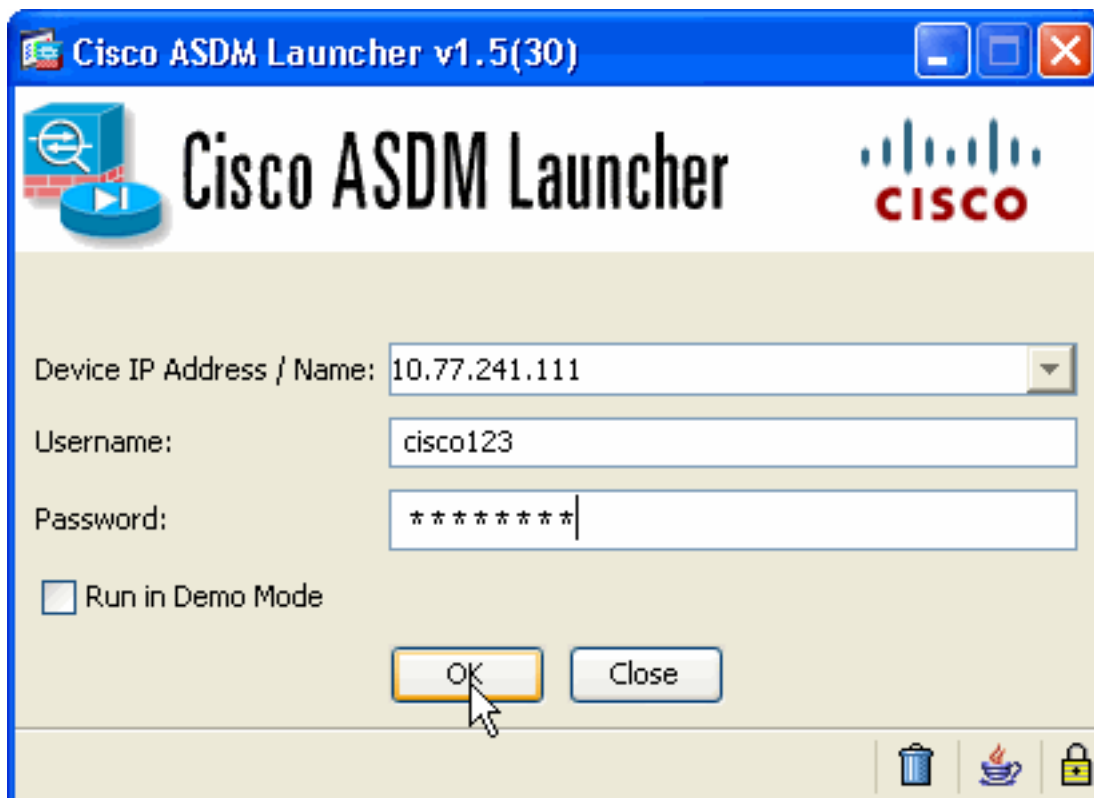 Cisco ASDM Launcher v1.5(30)
Cisco ASDM Launcher
CISCO
Device IP Address / Name: 10.77.241.111
Username: cisco123
Password: ********
Run in Demo Mode
OK Close